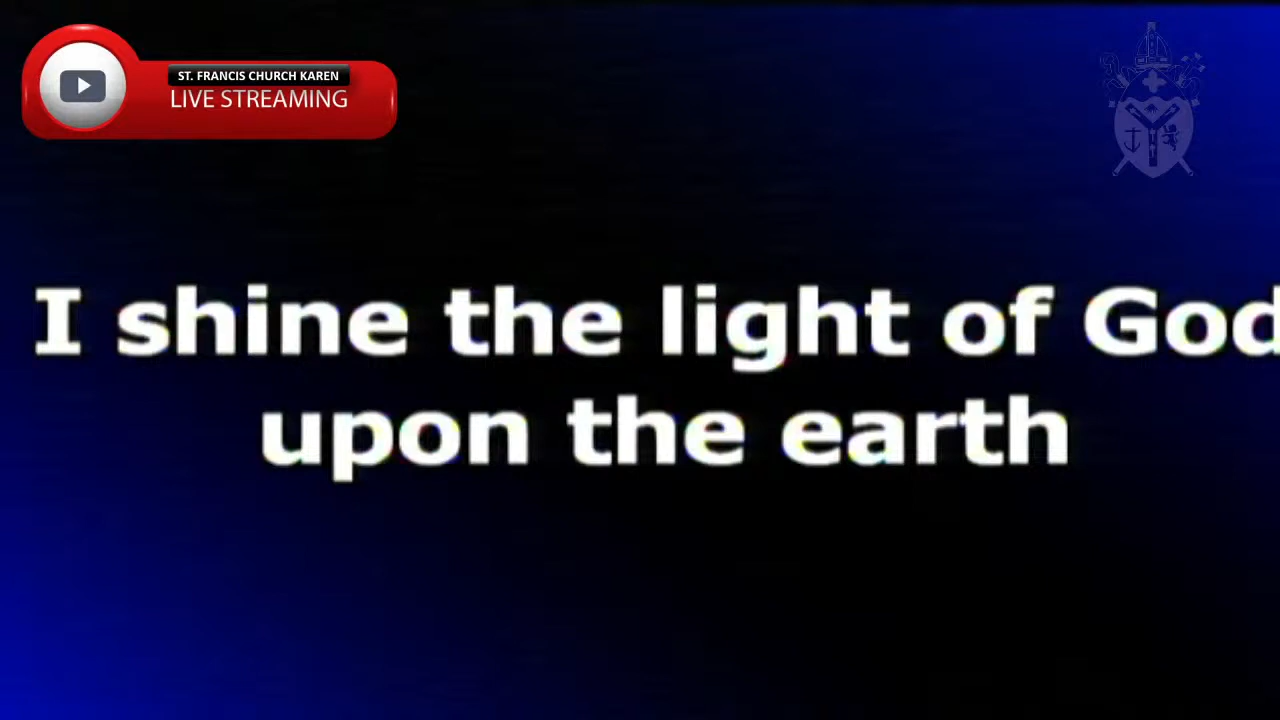 ST. FRANCIS CHURCH KAREN
LIVE STREAMING
I shine the light of God
upon the earth